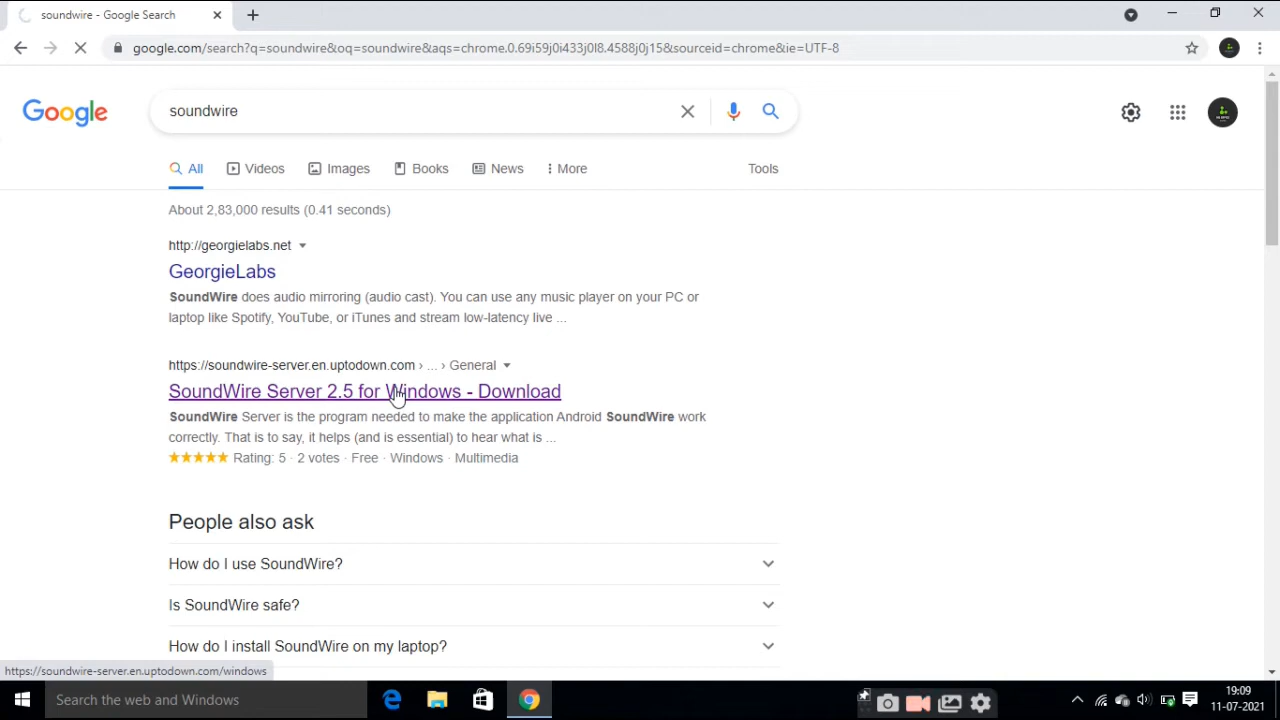 soundwire - Google Search
google.com/search?q=soundwire&oq=soundwire&aqs=chrome.0.69i59j0i433j0l8.4588j0j15&sourceid=chrome&ie=UTF-8
Google
soundwire
All Videos Images Books News More Tools
About 2,83,000 results (0.41 seconds)
http://georgielabs.net
GeorgieLabs
SoundWire does audio mirroring (audio cast). You can use any music player on your PC or
laptop like Spotify, YouTube, or iTunes and stream low-latency live ...
https://soundwire-server.en.uptodown.com › ... › General
SoundWire Server 2.5 for Windows - Download
SoundWire Server is the program needed to make the application Android SoundWire work
correctly. That is to say, it helps (and is essential) to hear what is ...
Rating: 5 · 2 votes · Free · Windows · Multimedia
People also ask
How do I use SoundWire?
Is SoundWire safe?
How do I install SoundWire on my laptop?
https://soundwire-server.en.uptodown.com/windows
Search the web and Windows
19:09
11-07-2021